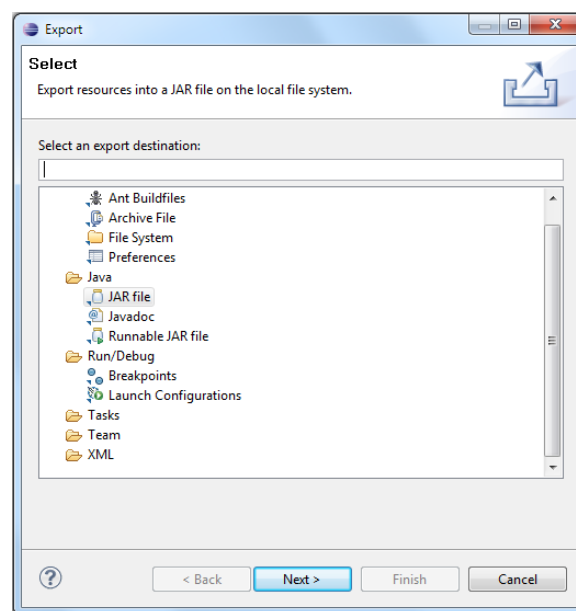 Export
Select
Export resources into a JAR file on the local file system.
Select an export destination:
Ant Buildfiles
Archive File
File System
Preferences
Java
JAR file
Javadoc
Runnable JAR file
Run/Debug
Breakpoints
Launch Configurations
Tasks
Team
XML
? < Back Next > Finish Cancel